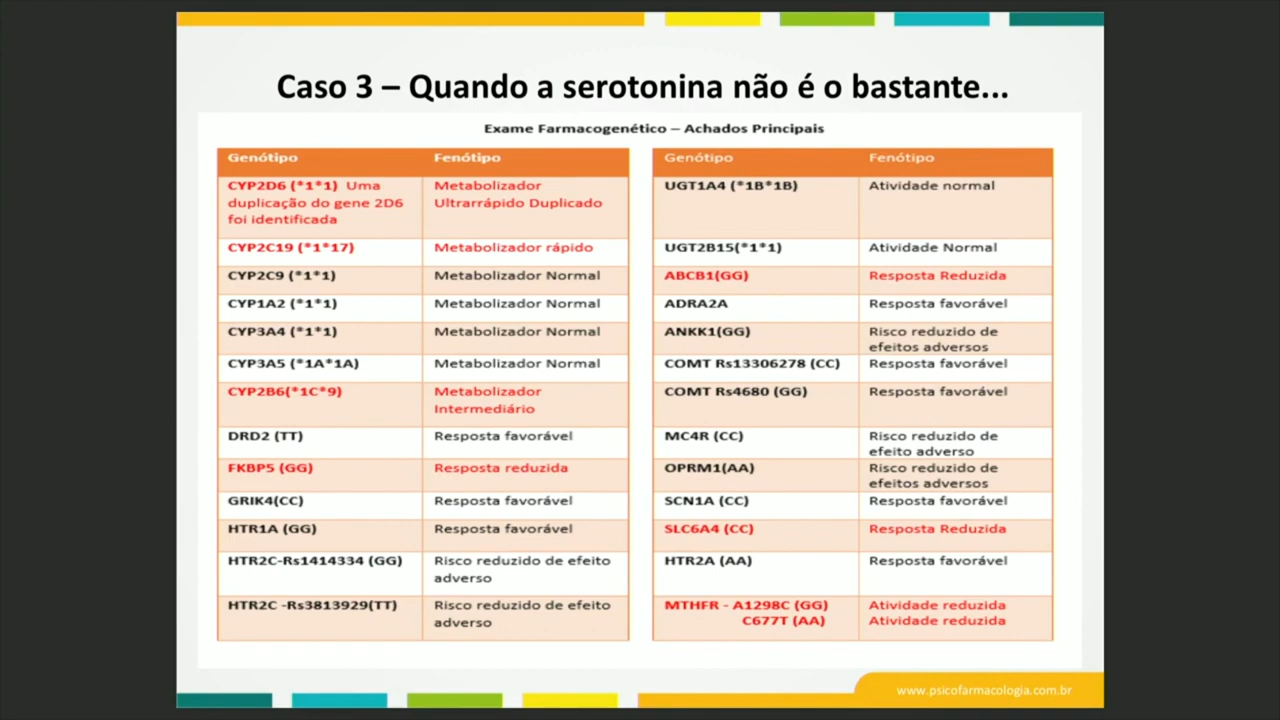 Caso 3 – Quando a serotonina não é o bastante...
Exame Farmacogenético – Achados Principais
Genótipo Fenótipo
CYP2D6 (*1*1) Uma Metabolizador
duplicação do gene 2D6 Ultrarrápido Duplicado
foi identificada
CYP2C19 (*1*17) Metabolizador rápido
CYP2C9 (*1*1) Metabolizador Normal
CYP1A2 (*1*1) Metabolizador Normal
CYP3A4 (*1*1) Metabolizador Normal
CYP3A5 (*1A*1A) Metabolizador Normal
CYP2B6(*1C*9) Metabolizador
Intermediário
DRD2 (TT) Resposta favorável
FKBP5 (GG) Resposta reduzida
GRIK4(CC) Resposta favorável
HTR1A (GG) Resposta favorável
HTR2C-Rs1414334 (GG) Risco reduzido de efeito
adverso
HTR2C -Rs3813929(TT) Risco reduzido de efeito
adverso
Genótipo Fenótipo
UGT1A4 (*1B*1B) Atividade normal
UGT2B15(*1*1) Atividade Normal
ABCB1(GG) Resposta Reduzida
ADRA2A Resposta favorável
ANKK1(GG) Risco reduzido de
efeitos adversos
COMT Rs13306278 (CC) Resposta favorável
COMT Rs4680 (GG) Resposta favorável
MC4R (CC) Risco reduzido de
efeito adverso
OPRM1(AA) Risco reduzido de
efeitos adversos
SCN1A (CC) Resposta favorável
SLC6A4 (CC) Resposta Reduzida
HTR2A (AA) Resposta favorável
MTHFR - A1298C (GG) Atividade reduzida
C677T (AA) Atividade reduzida
www.psicofarmacologia.com.br